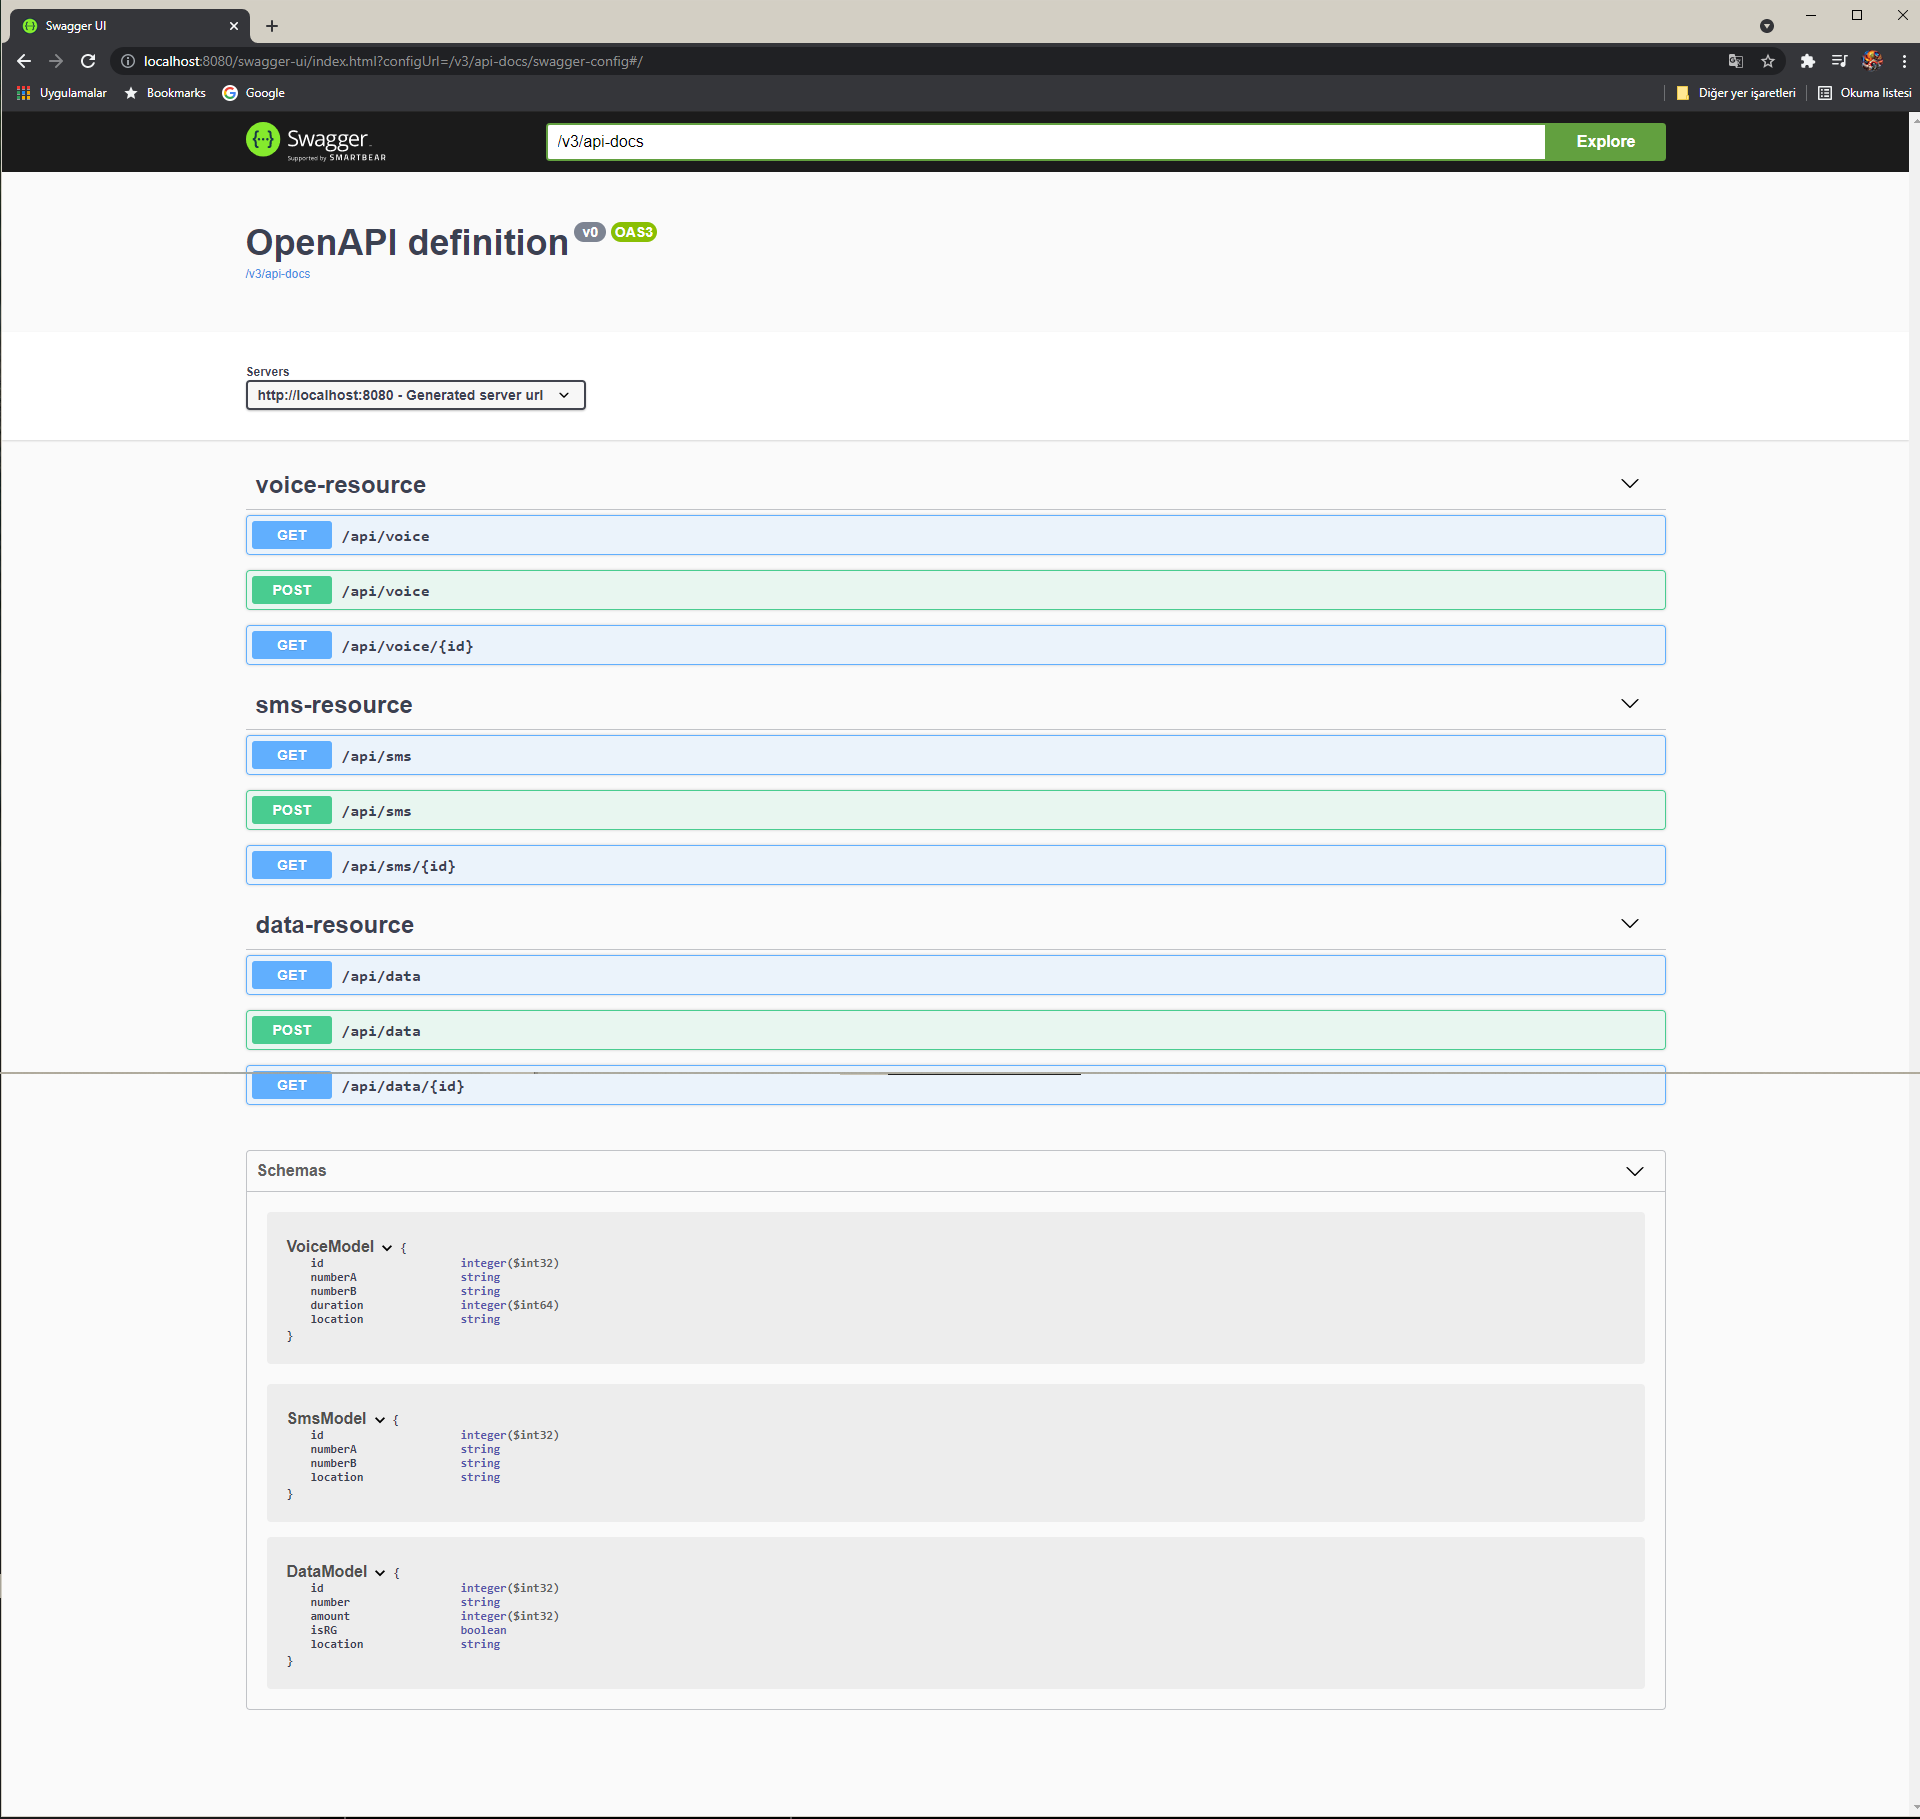 Swagger UI
localhost:8080/swagger-ui/index.html?configUrl=/v3/api-docs/swagger-config#/
Uygulamalar Bookmarks Google Diğer yer işaretleri Okuma listesi
Swagger
Supported by SMARTBEAR
/v3/api-docs Explore
OpenAPI definition v0 OAS3
/v3/api-docs
Servers
http://localhost:8080 - Generated server url
voice-resource
GET /api/voice
POST /api/voice
GET /api/voice/{id}
sms-resource
GET /api/sms
POST /api/sms
GET /api/sms/{id}
data-resource
GET /api/data
POST /api/data
GET /api/data/{id}
Schemas
VoiceModel {
id integer($int32)
numberA string
numberB string
duration integer($int64)
location string
}
SmsModel {
id integer($int32)
numberA string
numberB string
location string
}
DataModel {
id integer($int32)
number string
amount integer($int32)
isRG boolean
location string
}